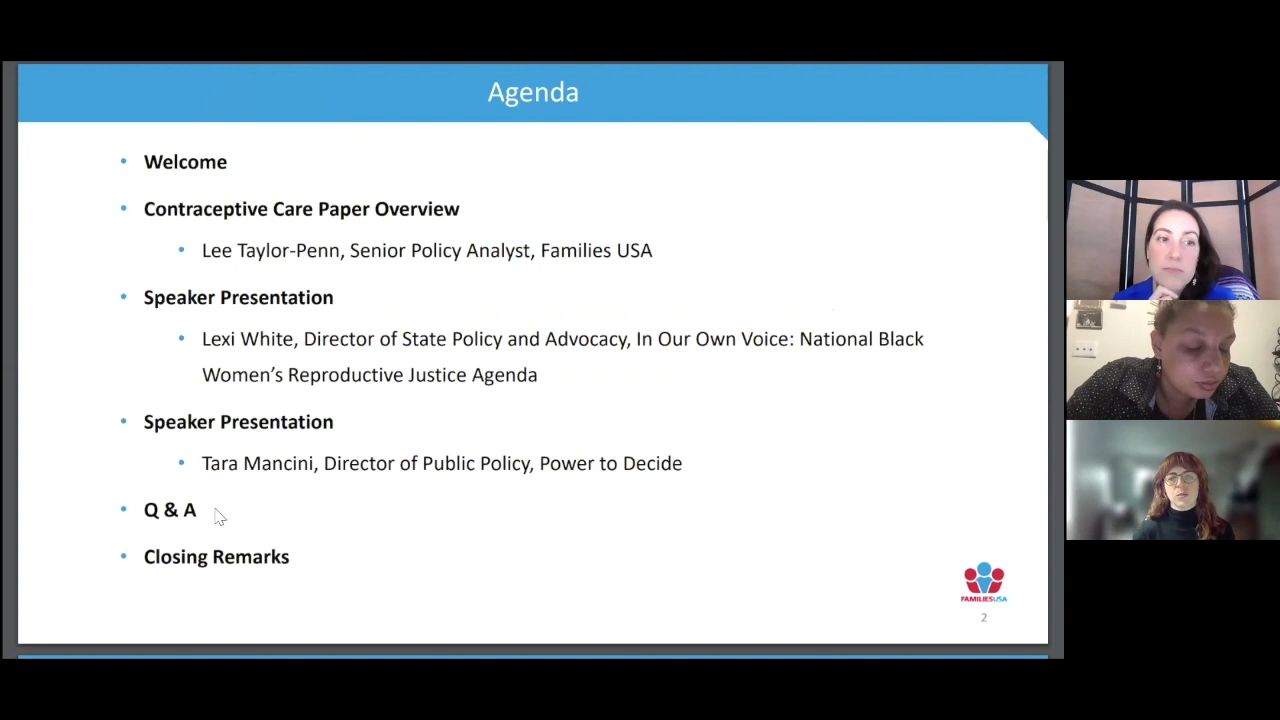 Agenda
Welcome
Contraceptive Care Paper Overview
Lee Taylor-Penn, Senior Policy Analyst, Families USA
Speaker Presentation
Lexi White, Director of State Policy and Advocacy, In Our Own Voice: National Black
Women’s Reproductive Justice Agenda
Speaker Presentation
Tara Mancini, Director of Public Policy, Power to Decide
Q & A
Closing Remarks
FAMILIESUSA
2